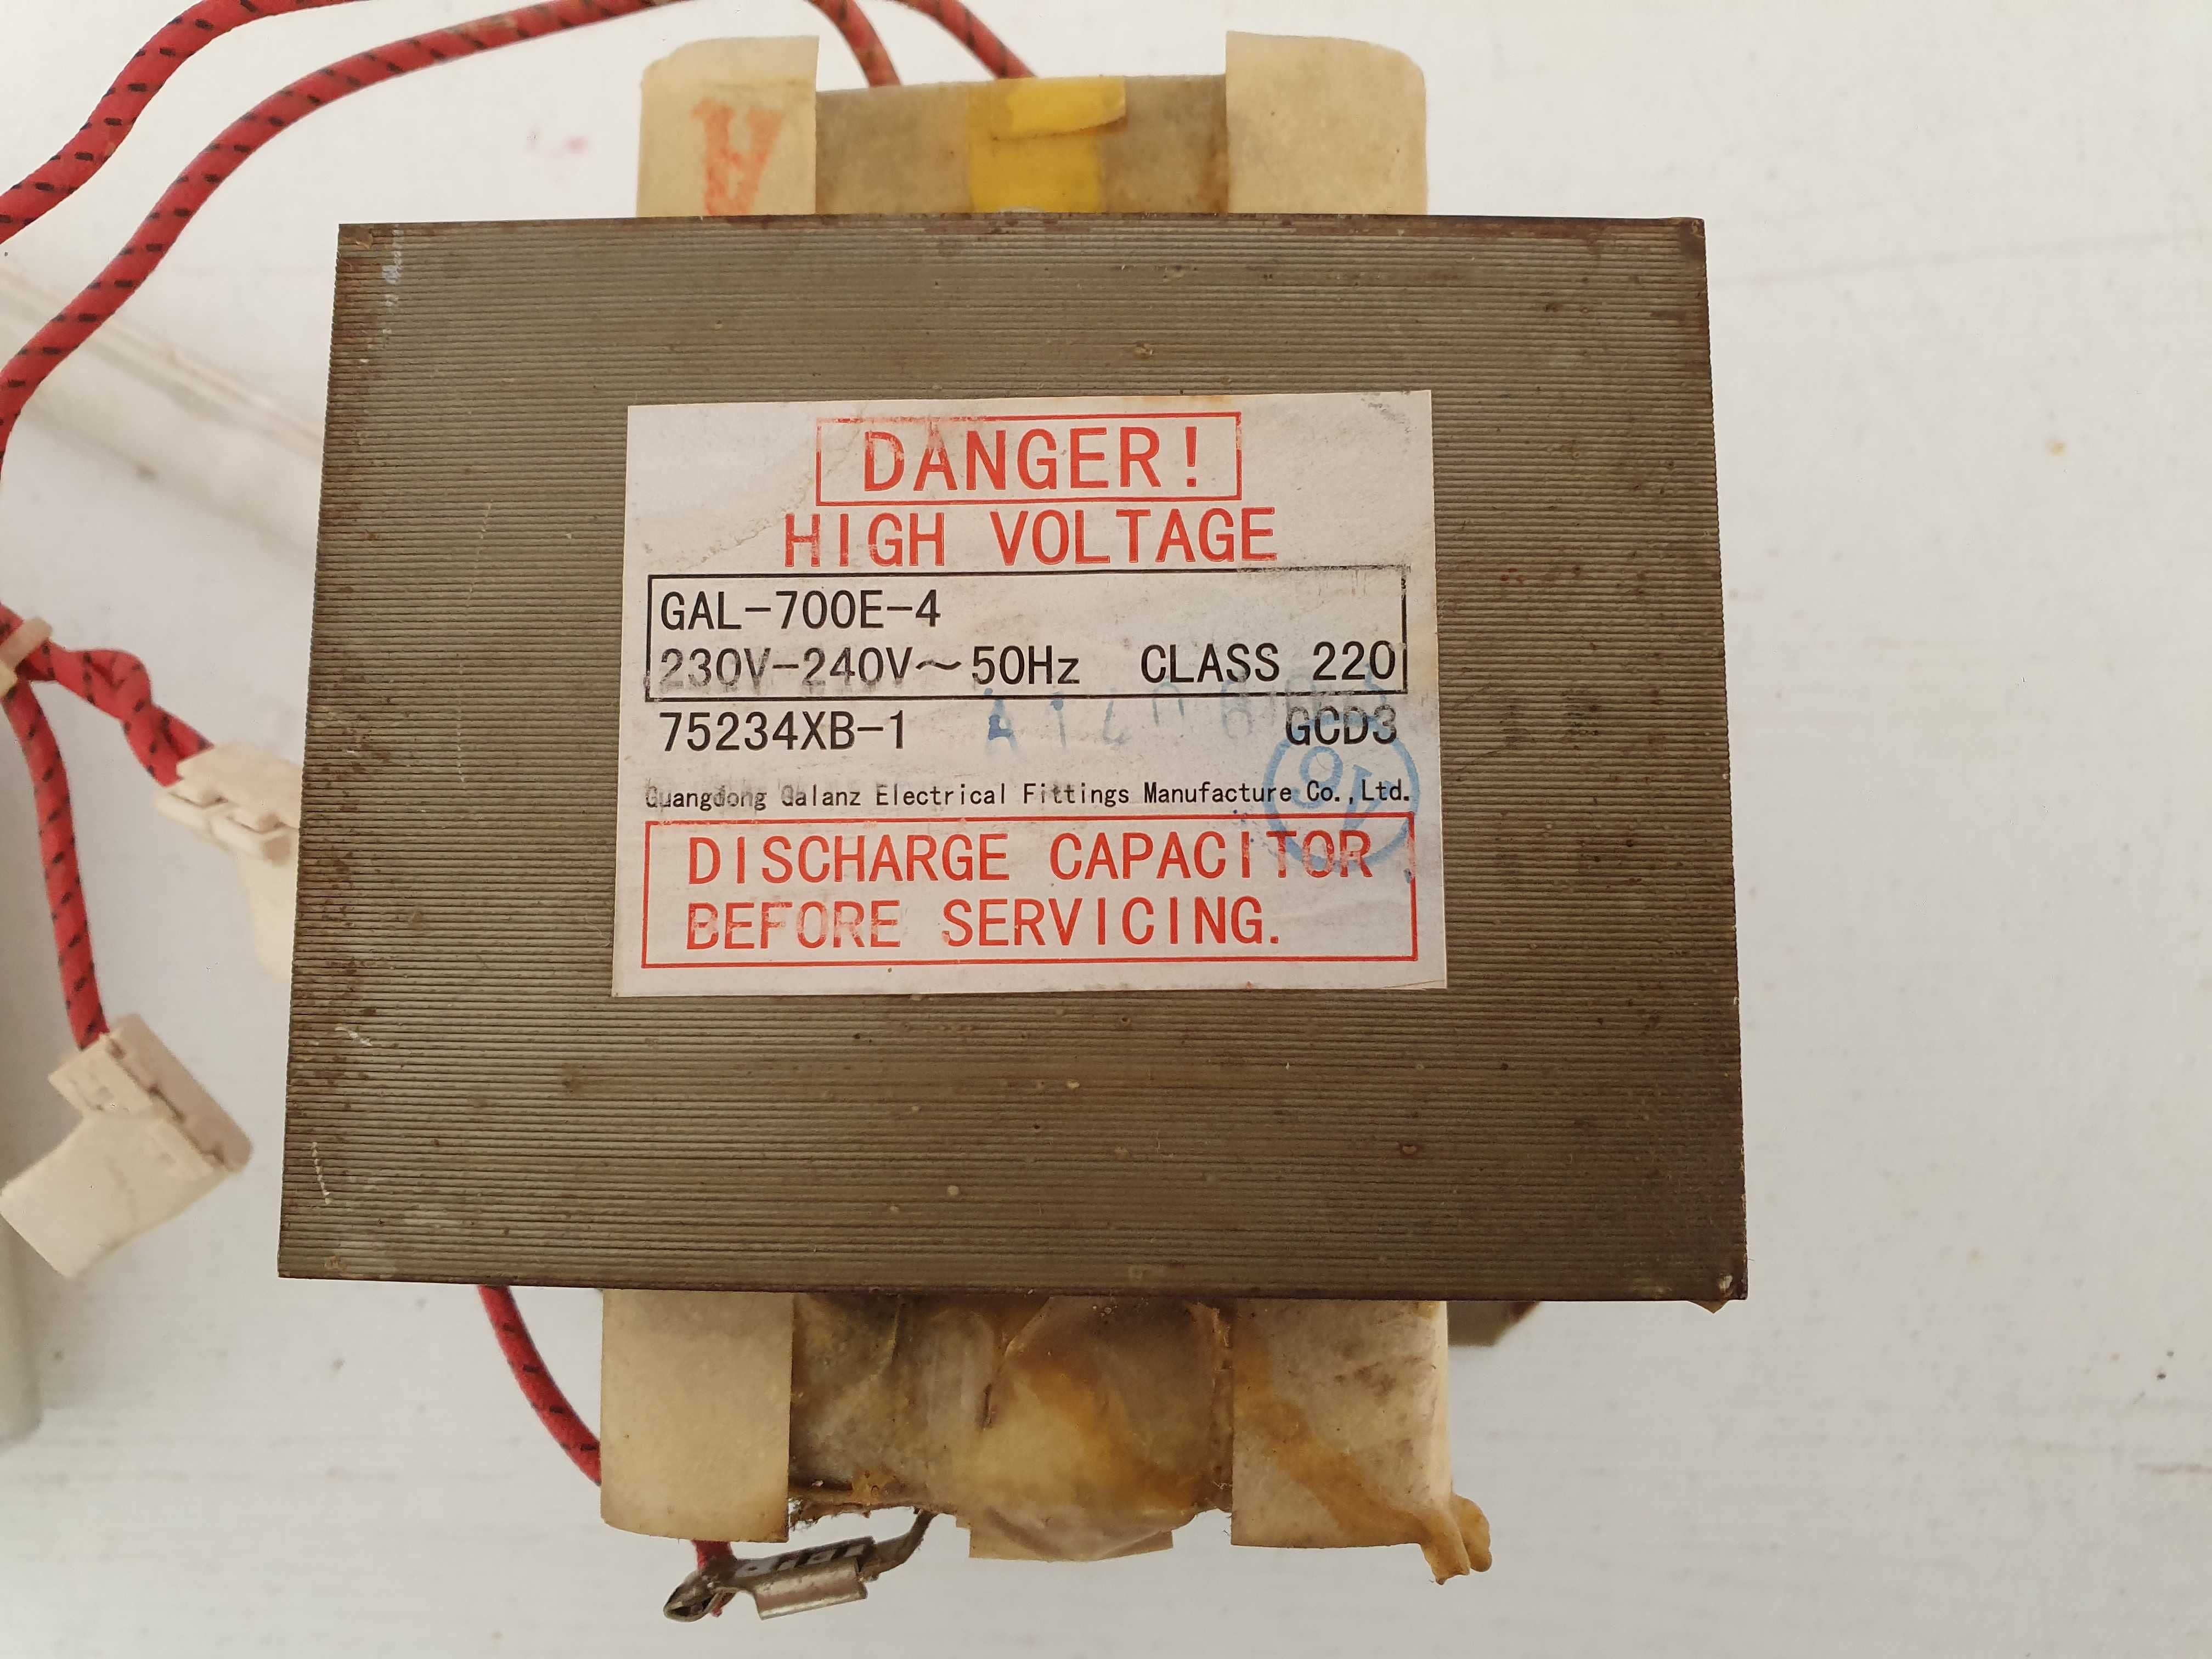 A
DANGER!
HIGH VOLTAGE
GAL-700E-4
230V-240V~50Hz CLASS 220
75234XB-1 GCD3
Guangdong Galanz Electrical Fittings Manufacture Co.,Ltd.
DISCHARGE CAPACITOR
BEFORE SERVICING.